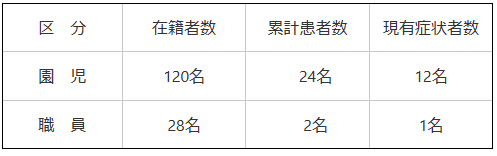 区　分 在籍者数 累計患者数 現有症状者数
園　児 120名 24名 12名
職　員 28名 2名 1名